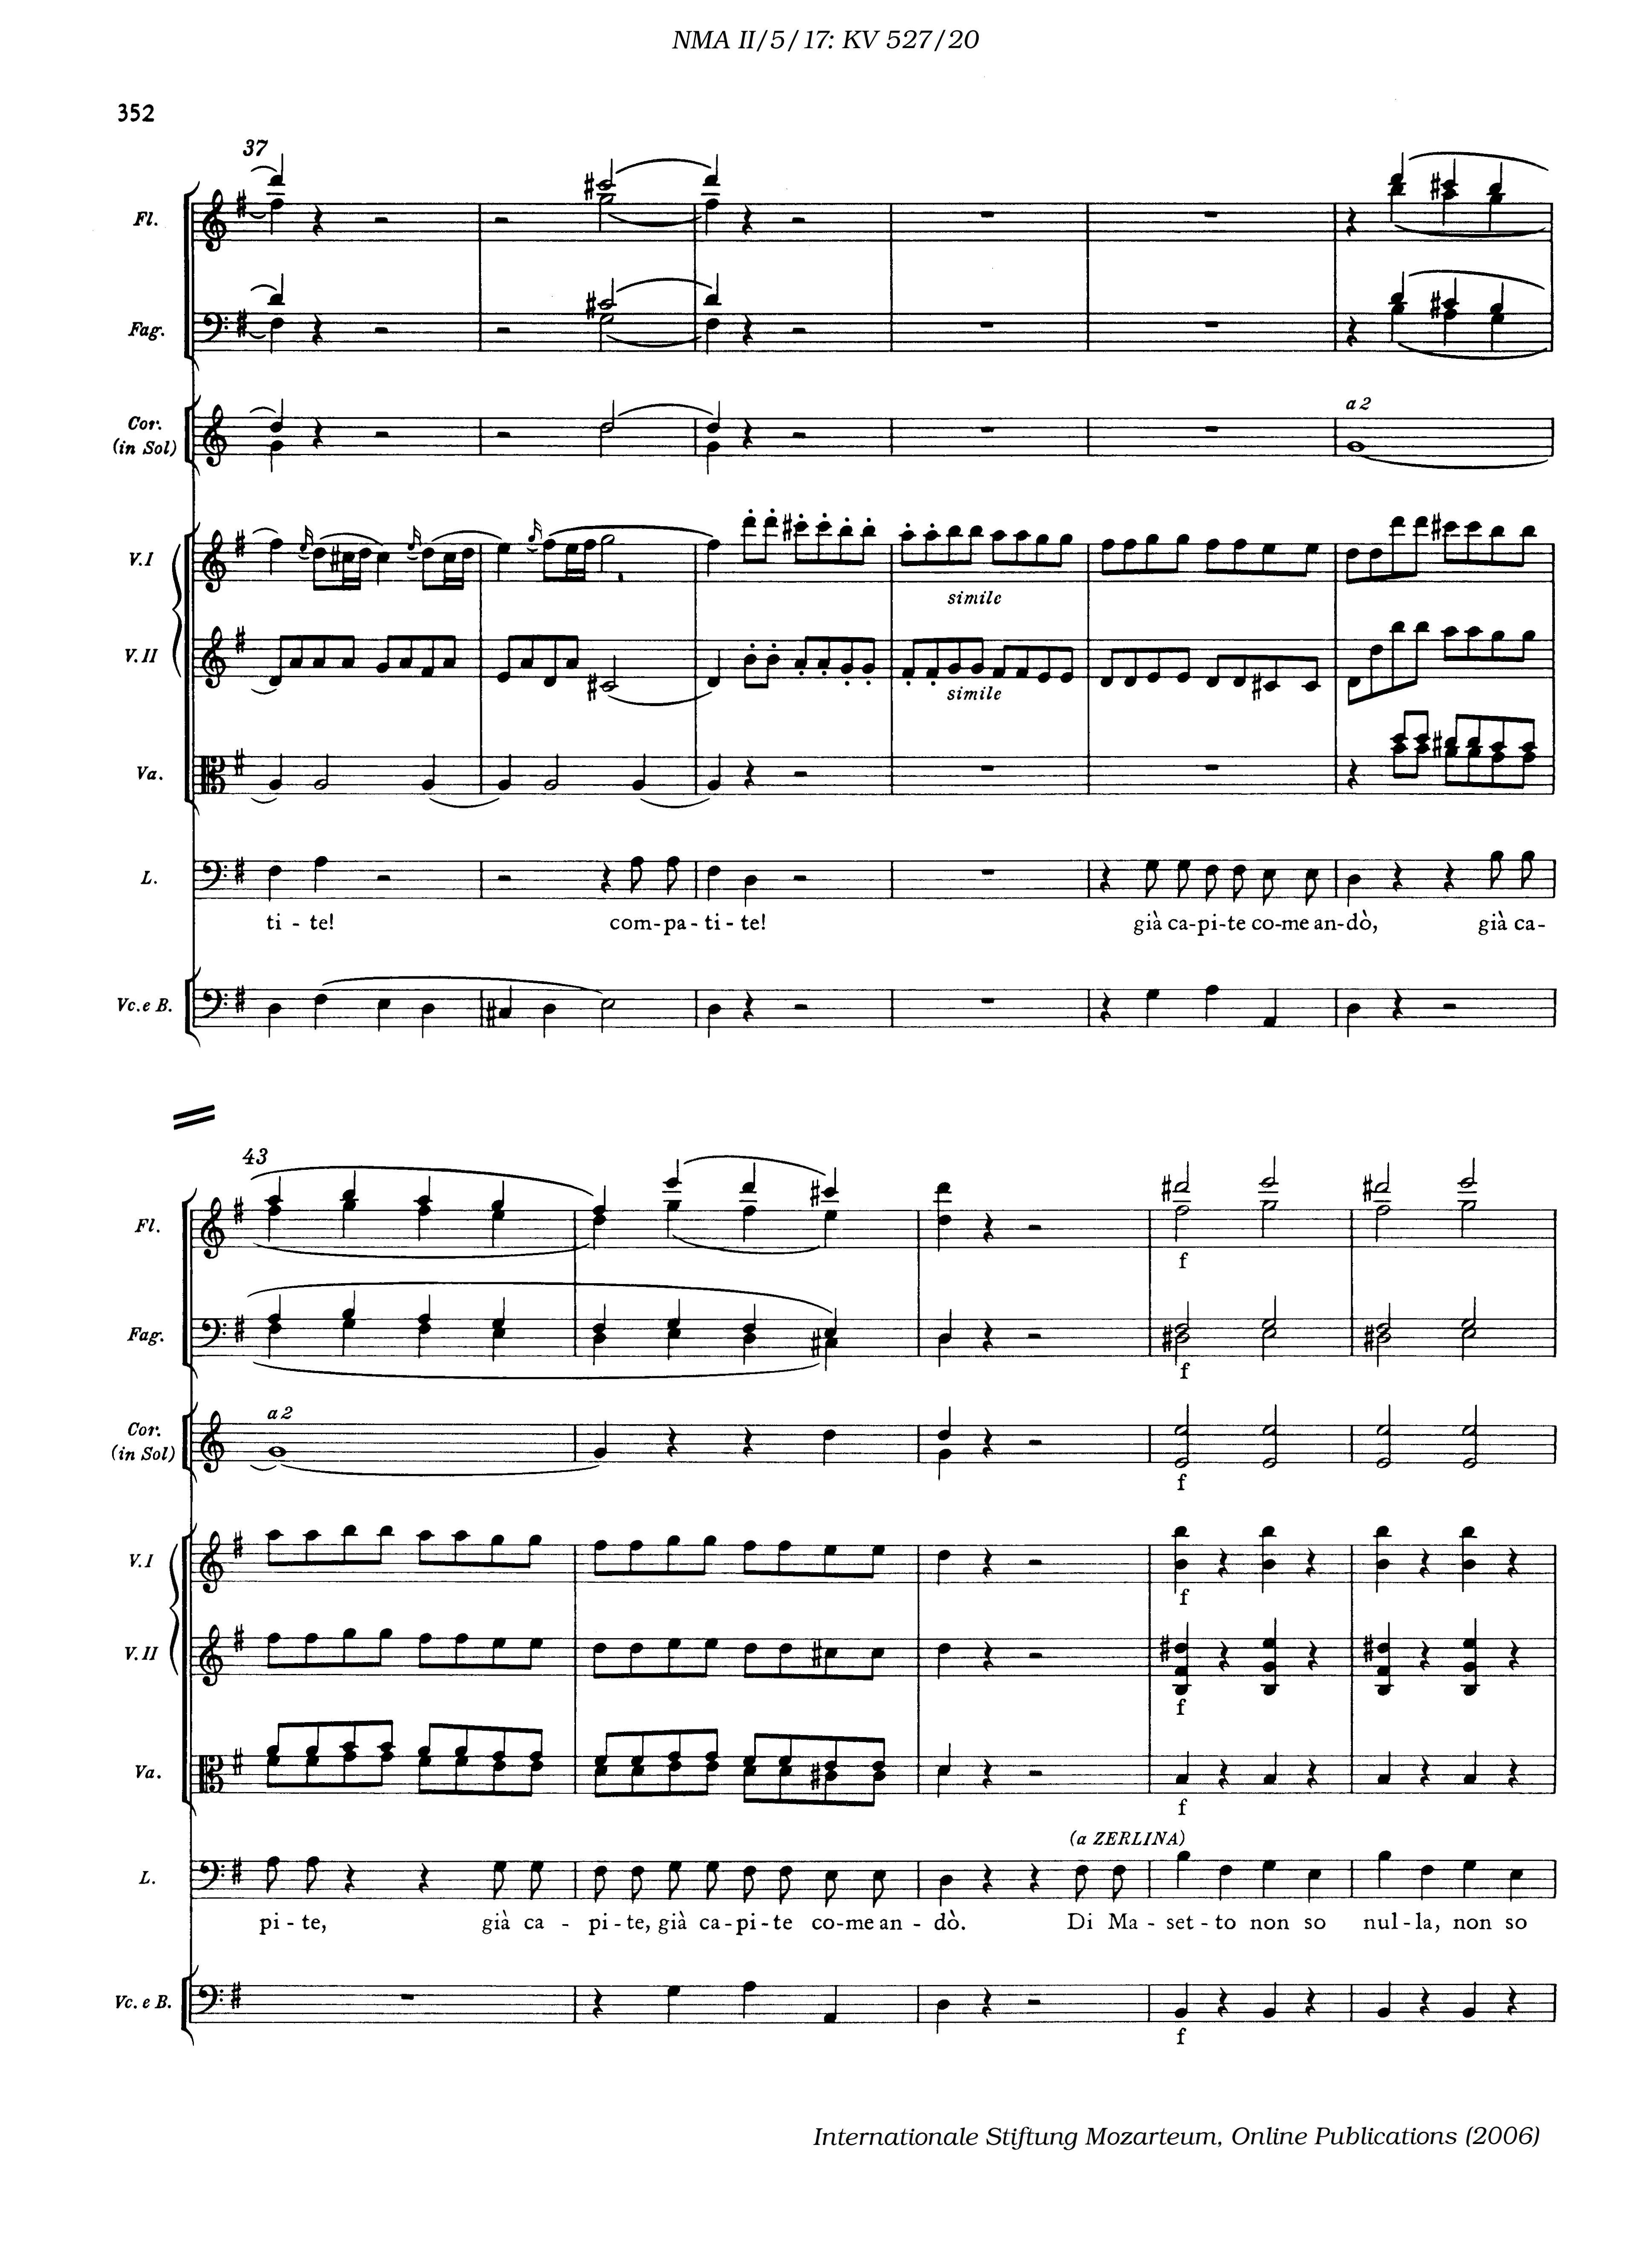 NMA II/5/17: KV 527/20
352
37
Fl.
Fag.
a 2
Cor.
(in Sol)
V.I
simile
V.II
simile
Va.
L.
ti - te! com-pa-ti-te! già ca-pi-te co-me an-dò, già ca-
Vc.e B.
43
Fl.
f
Fag.
f
a 2
Cor.
(in Sol)
f
V.I
f
V.II
f
Va.
f
(a ZERLINA)
L.
pi-te, già ca - pi-te, già ca-pi-te co-me an - dò. Di Ma - set-to non so nul-la, non so
Vc. e B.
f
Internationale Stiftung Mozarteum, Online Publications (2006)